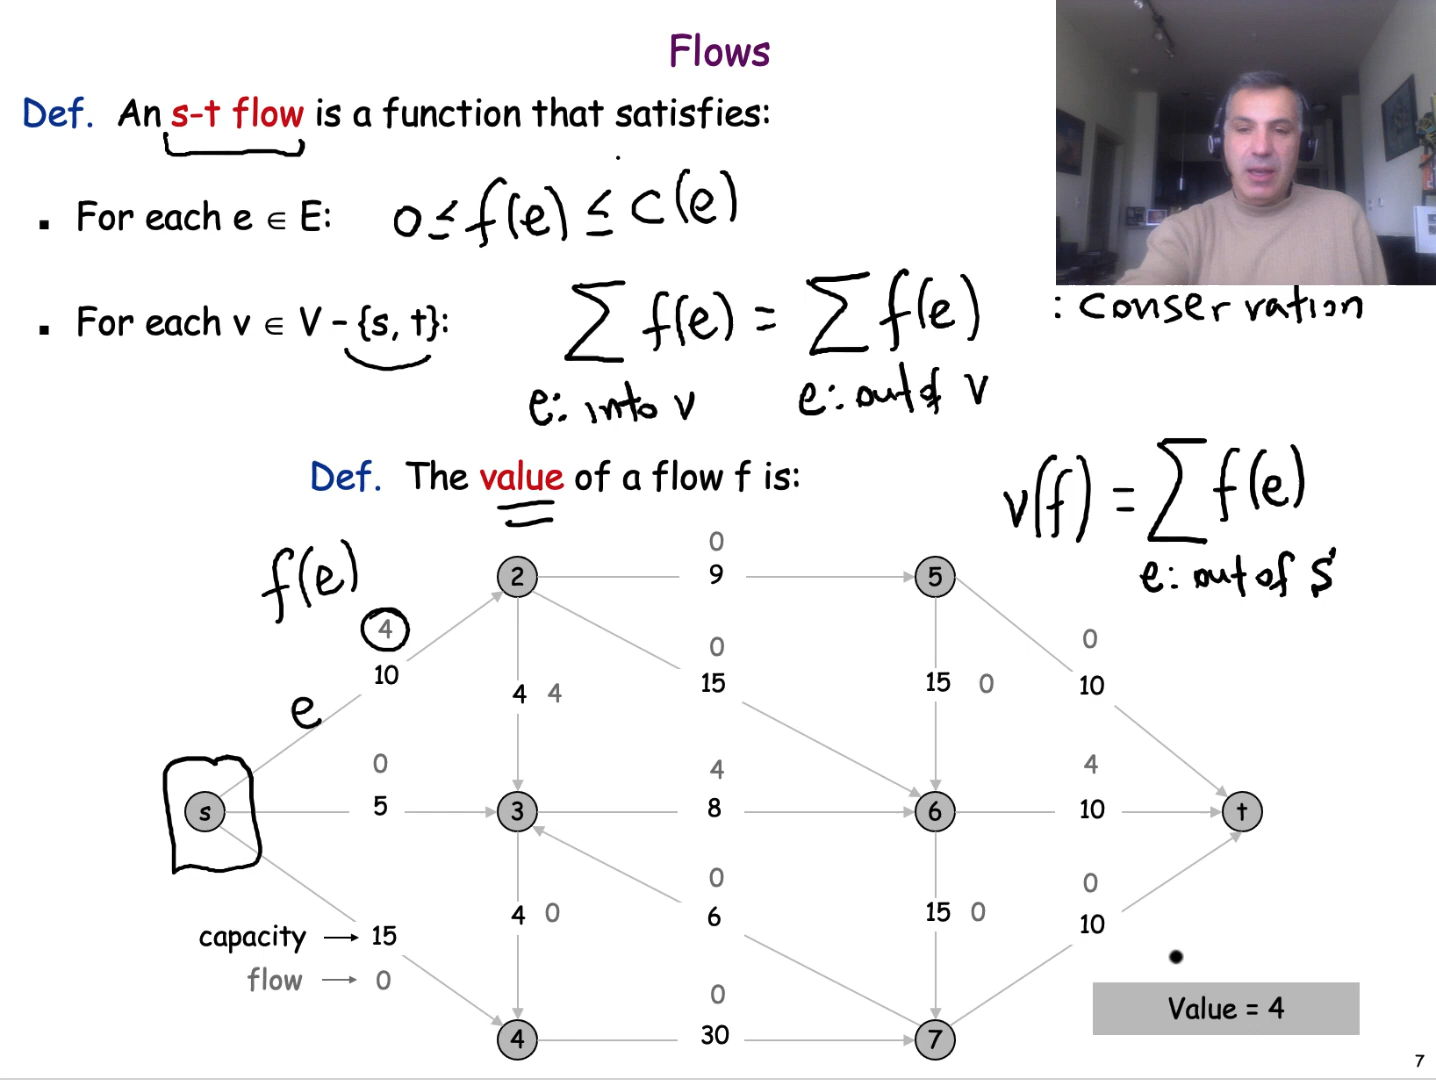 Flows
Def. An s-t flow is a function that satisfies:
▪ For each e ∈ E: 0 ≤ f(e) ≤ c(e)
▪ For each v ∈ V – {s, t}: ∑ f(e) = ∑ f(e) : conservation
e: into v e: out of v
Def. The value of a flow f is: v(f) = ∑ f(e)
e: out of s
f(e)
0
2 9 5
4
0 0
10 15
4 4 15 0 10
e
0 4 4
s 5 3 8 6 10 t
0 0
4 0 6 15 0 10
capacity → 15
flow → 0
0
Value = 4
4 30 7
7